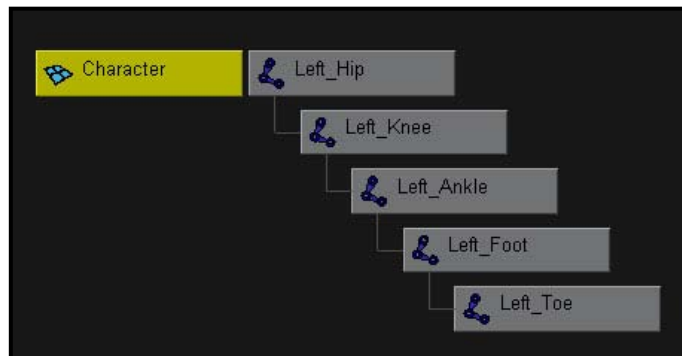 Character
Left_Hip
Left_Knee
Left_Ankle
Left_Foot
Left_Toe